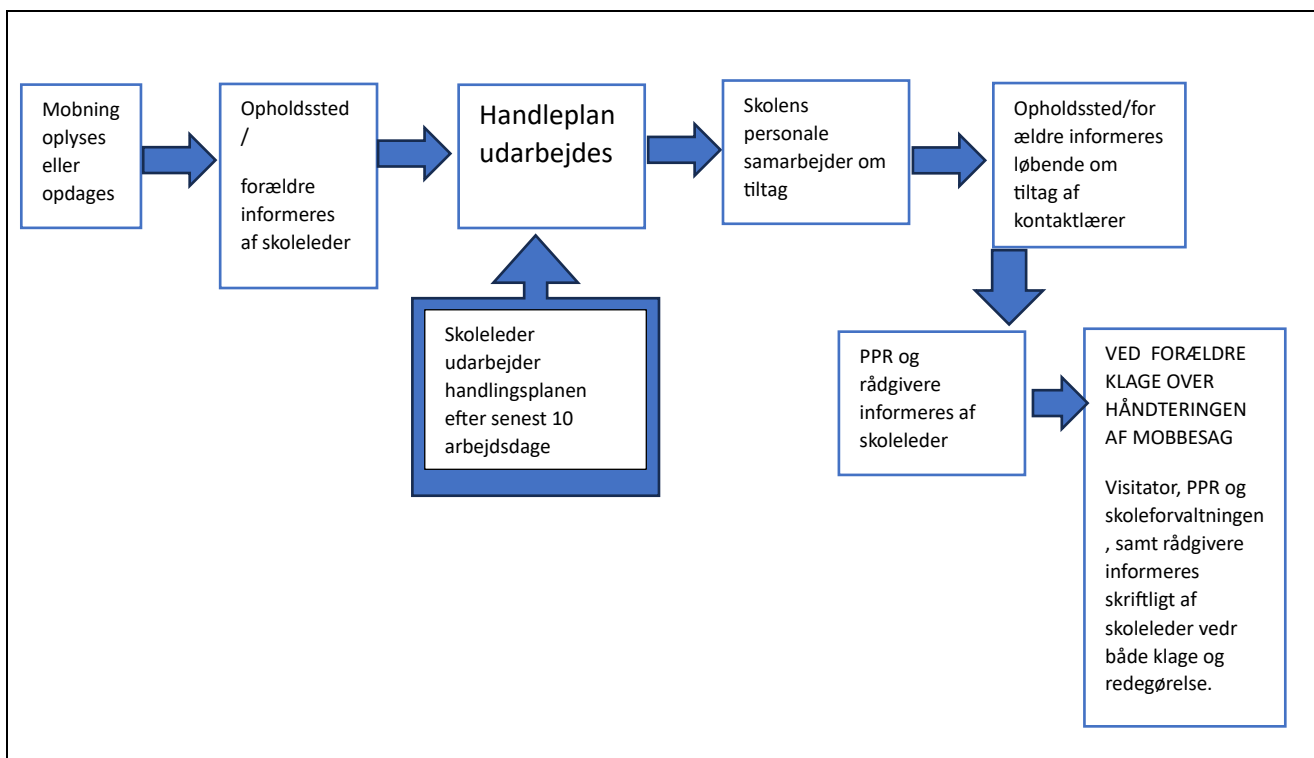 Mobning
oplyses
eller
opdages
Opholdssted
/
forældre
informeres
af skoleleder
Handleplan
udarbejdes
Skoleleder
udarbejder
handlingsplanen
efter senest 10
arbejdsdage
Skolens
personale
samarbejder om
tiltag
Opholdssted/for
ældre informeres
løbende om
tiltag af
kontaktlærer
PPR og
rådgivere
informeres af
skoleleder
VED  FORÆLDRE
KLAGE OVER
HÅNDTERINGEN
AF MOBBESAG
Visitator, PPR og
skoleforvaltningen
, samt rådgivere
informeres
skriftligt af
skoleleder vedr
både klage og
redegørelse.